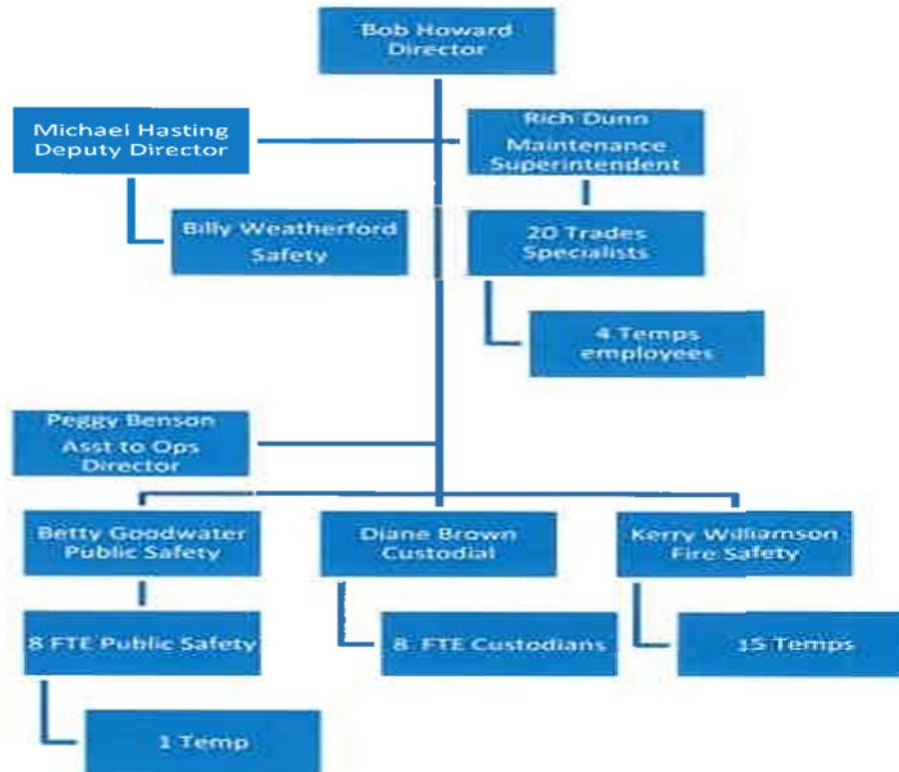 Bob Howard
Director
Michael Hasting
Deputy Director
Rich Dunn
Maintenance
Superintendent
Billy Weatherford
Safety
20 Trades
Specialists
4 Temps
employees
Peggy Benson
Asst to Ops
Director
Betty Goodwater
Public Safety
Diane Brown
Custodial
Kerry Williamson
Fire Safety
8 FTE Public Safety
8 FTE Custodians
15 Temps
1 Temp